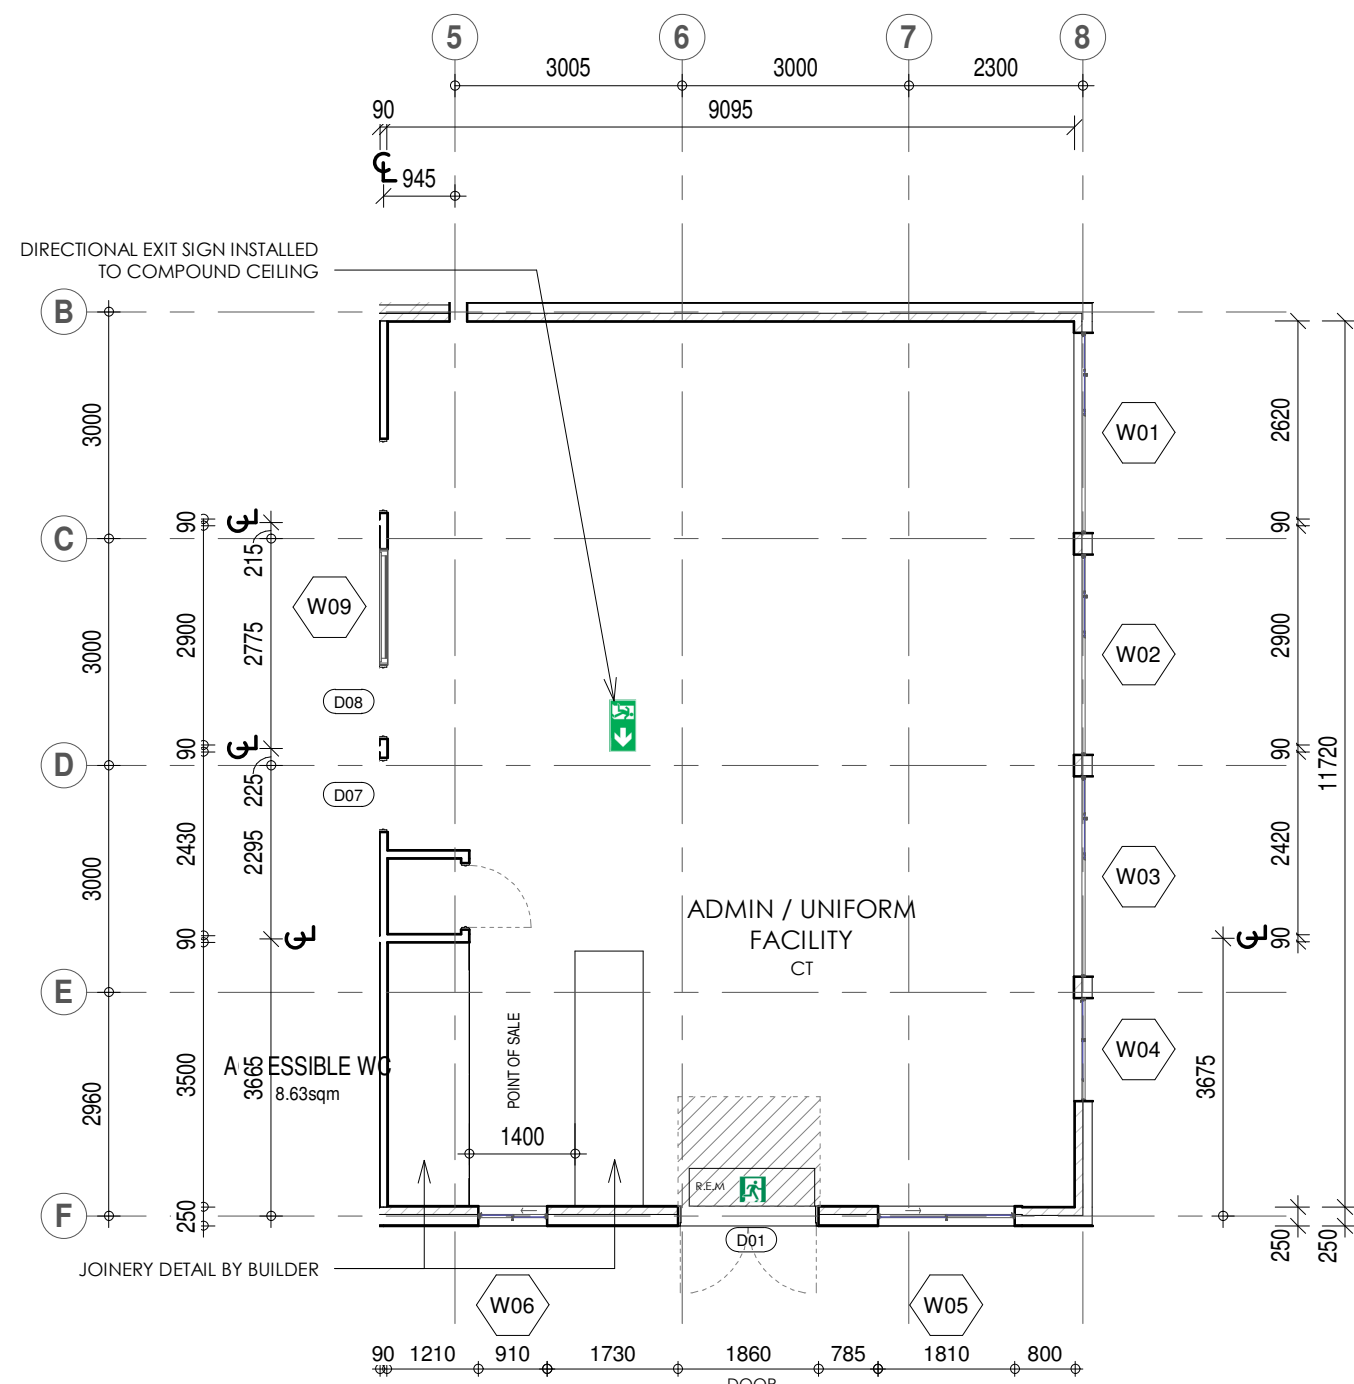 5 6 7 8
3005 3000 2300
90 9095
945
DIRECTIONAL EXIT SIGN INSTALLED
TO COMPOUND CEILING
B
C
D
E
F
3000
3000
3000
2960
90
2900
90
2430
90
3500
250
215
2775
225
2295
3665
W09
D08
D07
W01
W02
W03
W04
2620
90
2900
90
2420
90
250
11720
250
3675
ADMIN / UNIFORM
FACILITY
CT
POINT OF SALE
1400
8.63sqm
R.E.M
D01
JOINERY DETAIL BY BUILDER
W06 W05
90 1210 910 1730 1860 785 1810 800
DOOR